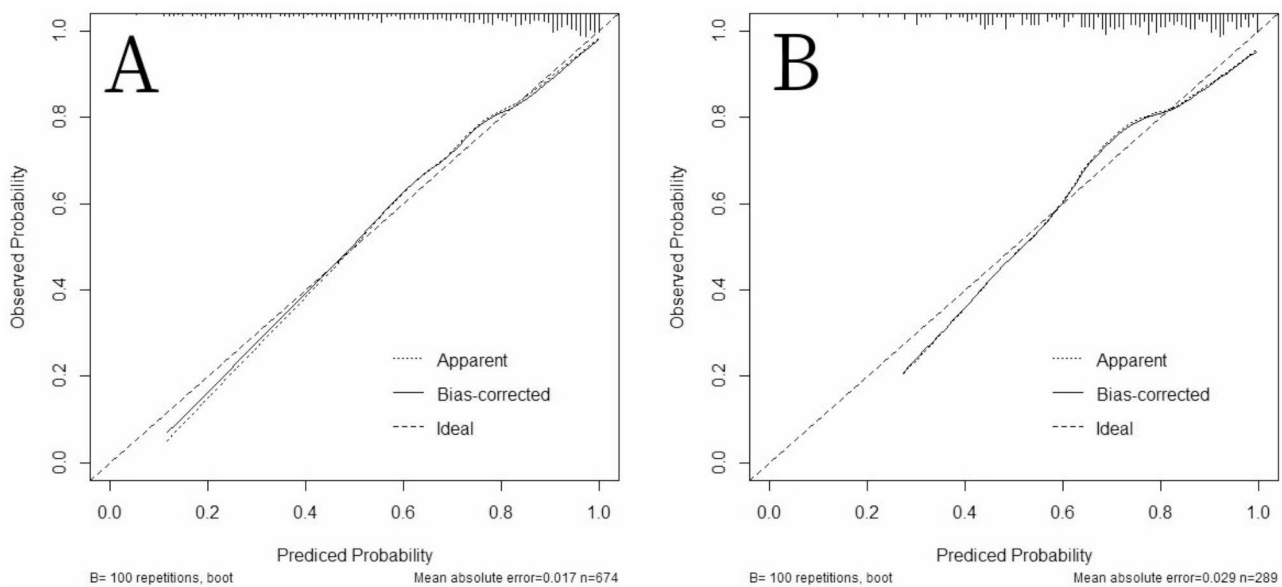 A
Observed Probability
1.0
0.8
0.6
0.4
0.2
0.0
Apparent
Bias-corrected
Ideal
0.0 0.2 0.4 0.6 0.8 1.0
Prediced Probability
B= 100 repetitions, boot Mean absolute error=0.017 n=674
B
Observed Probability
1.0
0.8
0.6
0.4
0.2
0.0
Apparent
Bias-corrected
Ideal
0.0 0.2 0.4 0.6 0.8 1.0
Prediced Probability
B= 100 repetitions, boot Mean absolute error=0.029 n=289